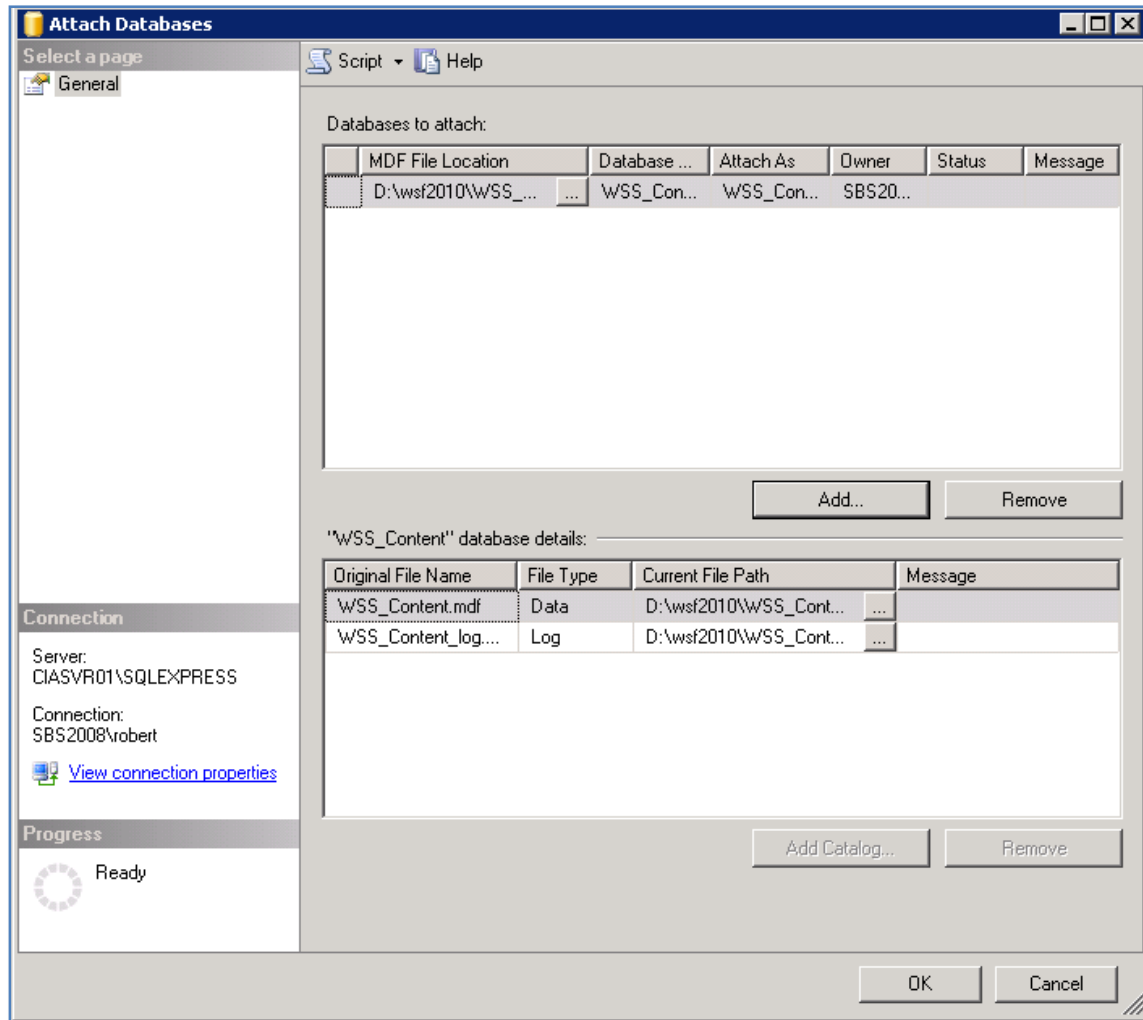 Attach Databases
Select a page
General
Script Help
Databases to attach:
MDF File Location Database ... Attach As Owner Status Message
D:\wsf2010\WSS_... ... WSS_Con... WSS_Con... SBS20...
Add... Remove
"WSS_Content" database details:
Original File Name File Type Current File Path Message
WSS_Content.mdf Data D:\wsf2010\WSS_Cont... ...
WSS_Content_log.... Log D:\wsf2010\WSS_Cont... ...
Add Catalog... Remove
Connection
Server:
CIASVR01\SQLEXPRESS
Connection:
SBS2008\robert
View connection properties
Progress
Ready
OK Cancel